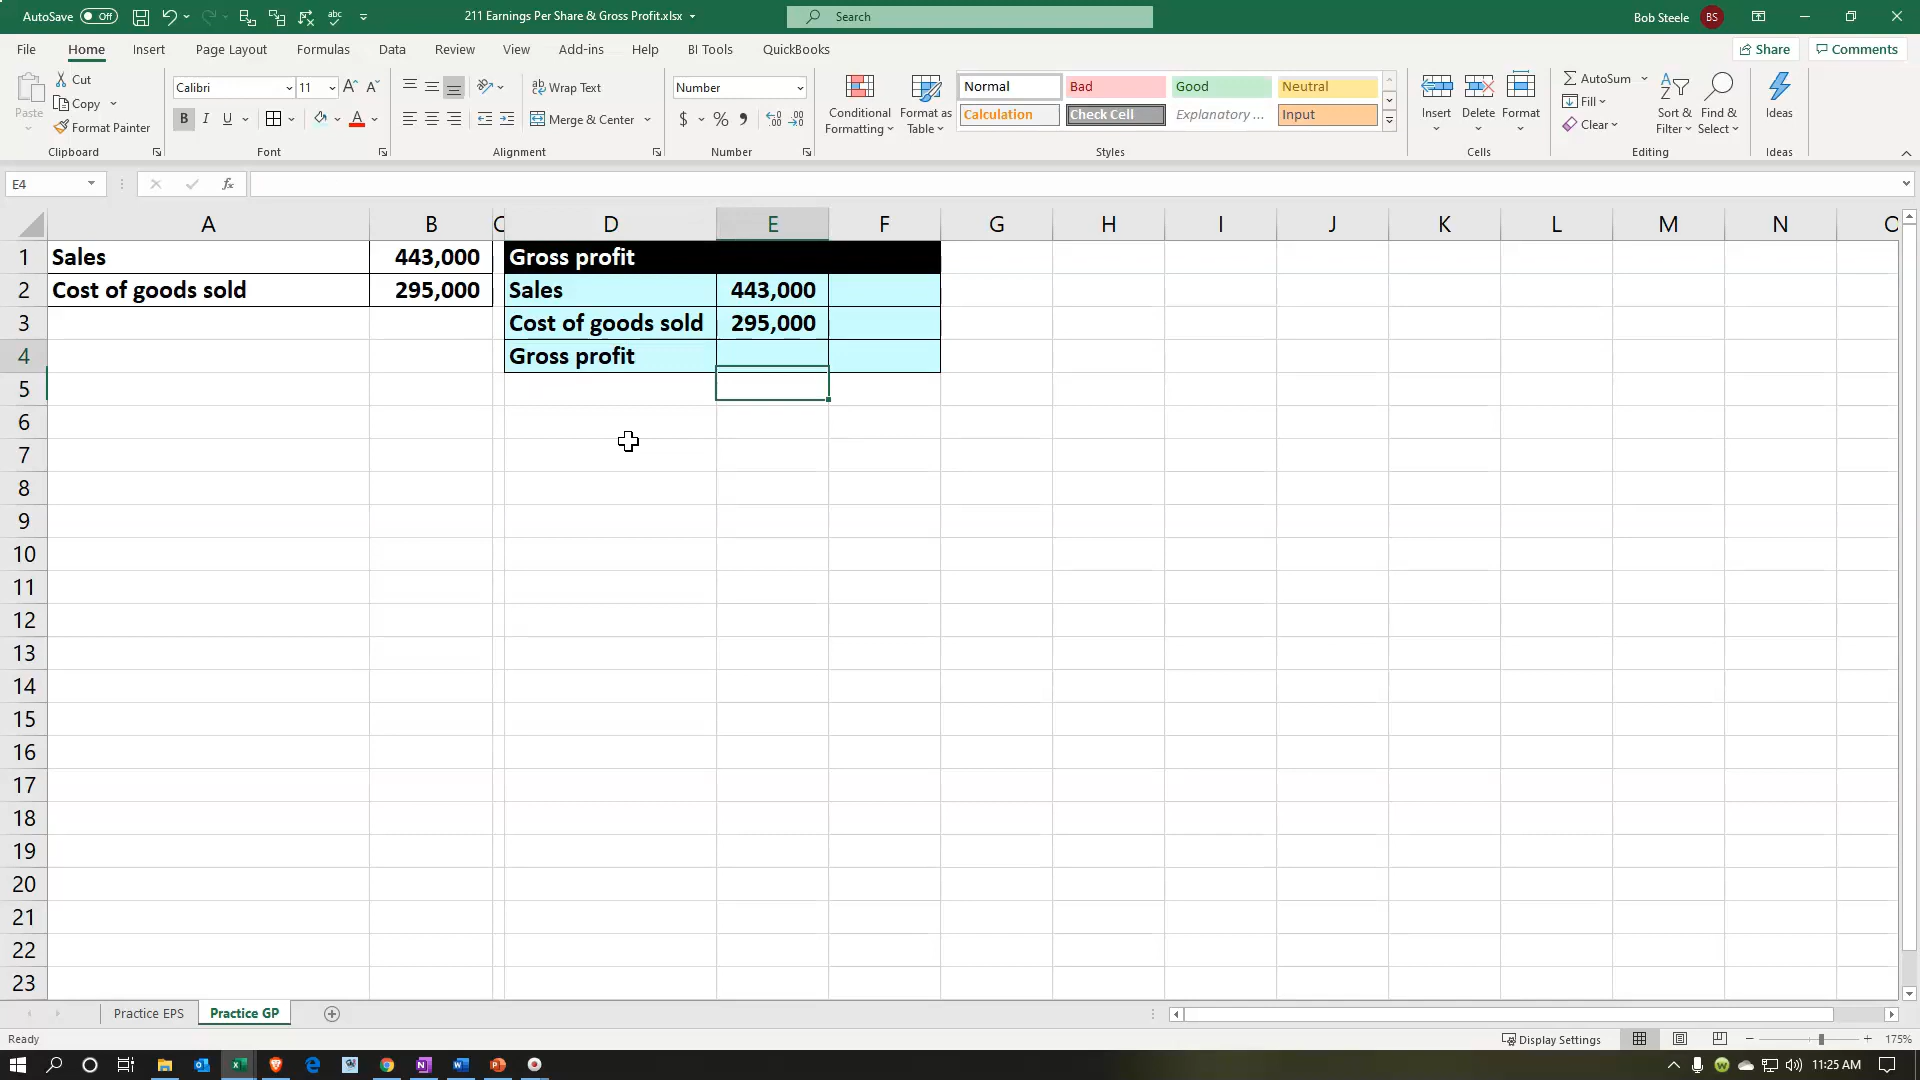 AutoSave Off 211 Earnings Per Share & Gross Profit.xlsx Search Bob Steele BS
File Home Insert Page Layout Formulas Data Review View Add-ins Help BI Tools QuickBooks Share Comments
Paste Cut Copy Format Painter Clipboard
Calibri 11 B I U A Font
Wrap Text Merge & Center Alignment
Number $ % Number
Conditional Formatting Format as Table
Normal Bad Good Neutral
Calculation Check Cell Explanatory ... Input
Styles
Insert Delete Format Cells
AutoSum Fill Clear Sort & Filter Find & Select Editing
Ideas Ideas
E4 fx
A B C D E F G H I J K L M N O
1 Sales 443,000 Gross profit
2 Cost of goods sold 295,000 Sales 443,000
3 Cost of goods sold 295,000
4 Gross profit
5
6
7
8
9
10
11
12
13
14
15
16
17
18
19
20
21
22
23
Practice EPS Practice GP
Ready Display Settings 175%
11:25 AM